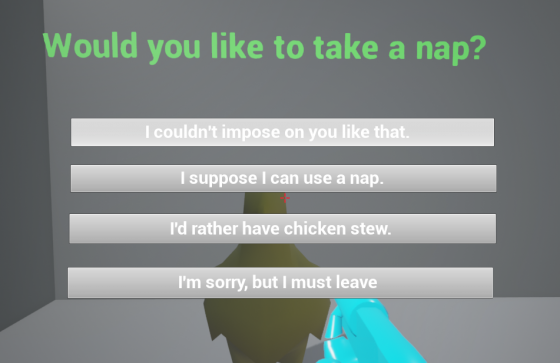 Would you like to take a nap?
I couldn't impose on you like that.
I suppose I can use a nap.
I'd rather have chicken stew.
I'm sorry, but I must leave